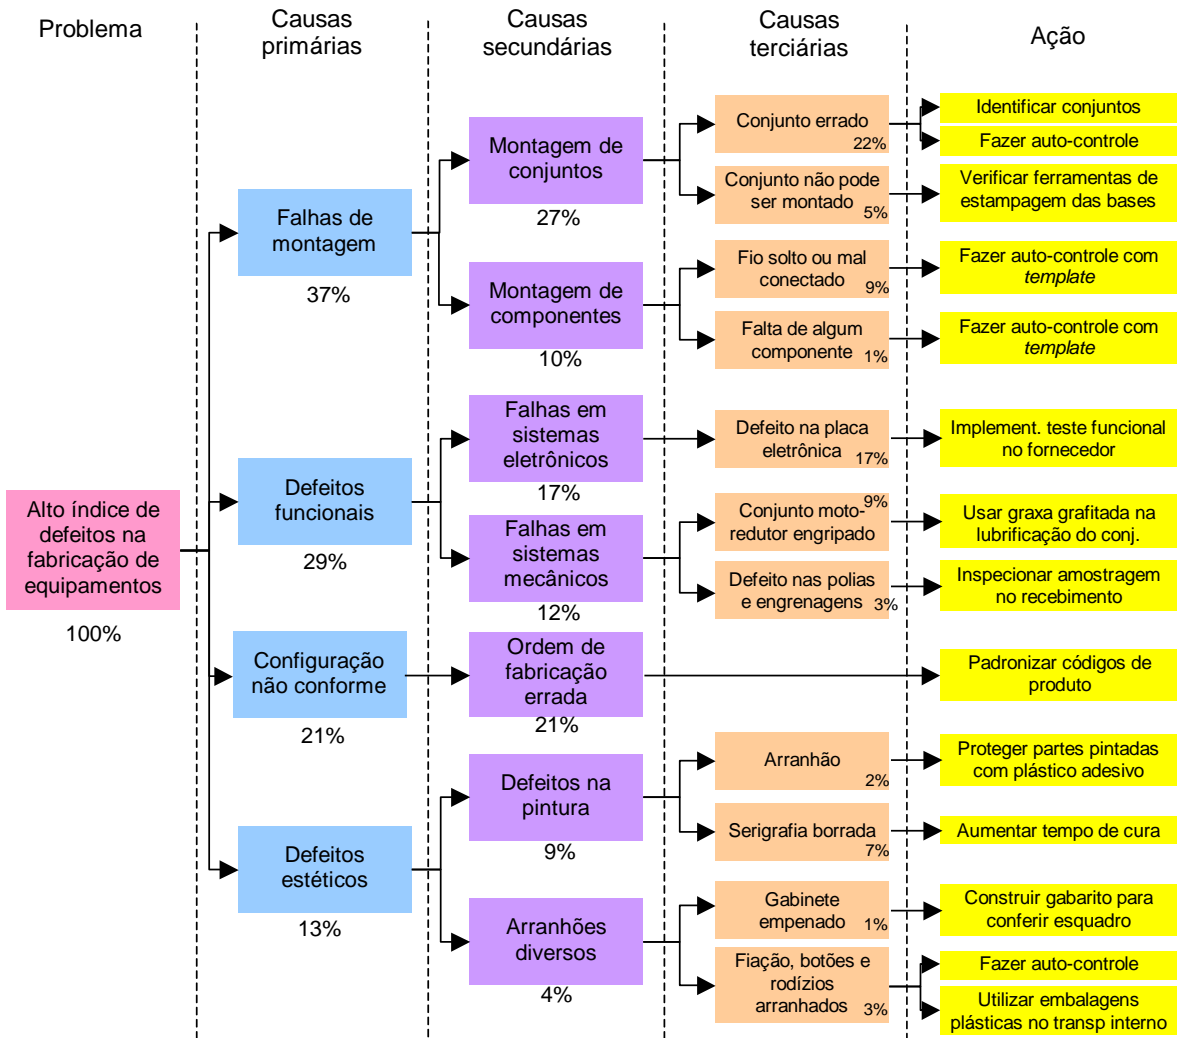 Problema
Causas
primárias
Causas
secundárias
Causas
terciárias
Ação
Alto índice de
defeitos na
fabricação de
equipamentos
100%
Falhas de
montagem
37%
Defeitos
funcionais
29%
Configuração
não conforme
21%
Defeitos
estéticos
13%
Montagem de
conjuntos
27%
Montagem de
componentes
10%
Falhas em
sistemas
eletrônicos
17%
Falhas em
sistemas
mecânicos
12%
Ordem de
fabricação
errada
21%
Defeitos na
pintura
9%
Arranhões
diversos
4%
Conjunto errado
22%
Conjunto não pode
ser montado 5%
Fio solto ou mal
conectado 9%
Falta de algum
componente 1%
Defeito na placa
eletrônica 17%
9%
Conjunto moto-
redutor engripado
Defeito nas polias
e engrenagens 3%
Arranhão
2%
Serigrafia borrada
7%
Gabinete
empenado 1%
Fiação, botões e
rodízios
arranhados 3%
Identificar conjuntos
Fazer auto-controle
Verificar ferramentas de
estampagem das bases
Fazer auto-controle com
template
Fazer auto-controle com
template
Implement. teste funcional
no fornecedor
Usar graxa grafitada na
lubrificação do conj.
Inspecionar amostragem
no recebimento
Padronizar códigos de
produto
Proteger partes pintadas
com plástico adesivo
Aumentar tempo de cura
Construir gabarito para
conferir esquadro
Fazer auto-controle
Utilizar embalagens
plásticas no transp interno